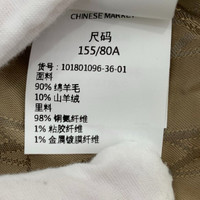 CHINESE MARKE
尺码
155/80A
货号:101801096-36-01
面料
90% 绵羊毛
10% 山羊绒
里料
98% 铜氨纤维
1% 粘胶纤维
1% 金属镀膜纤维